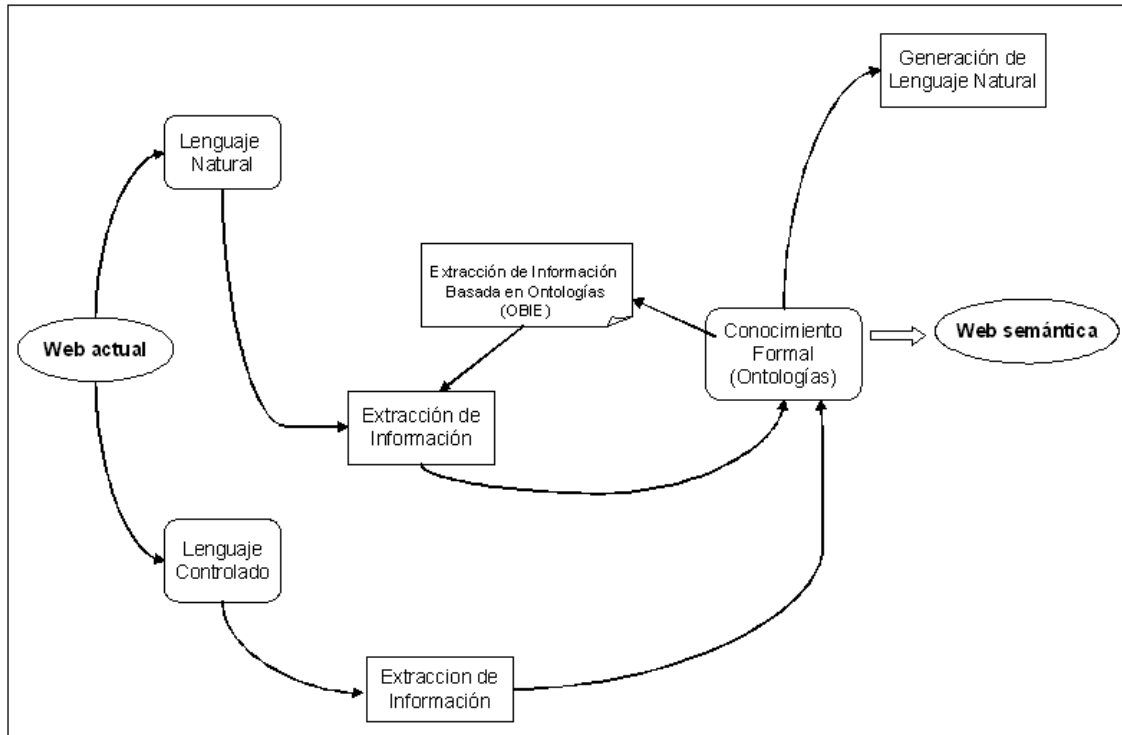 Generación de
Lenguaje Natural
Lenguaje
Natural
Extracción de Información
Basada en Ontologías
(OBIE)
Web actual
Conocimiento
Formal
(Ontologías)
Web semántica
Extracción de
Información
Lenguaje
Controlado
Extraccion de
Información